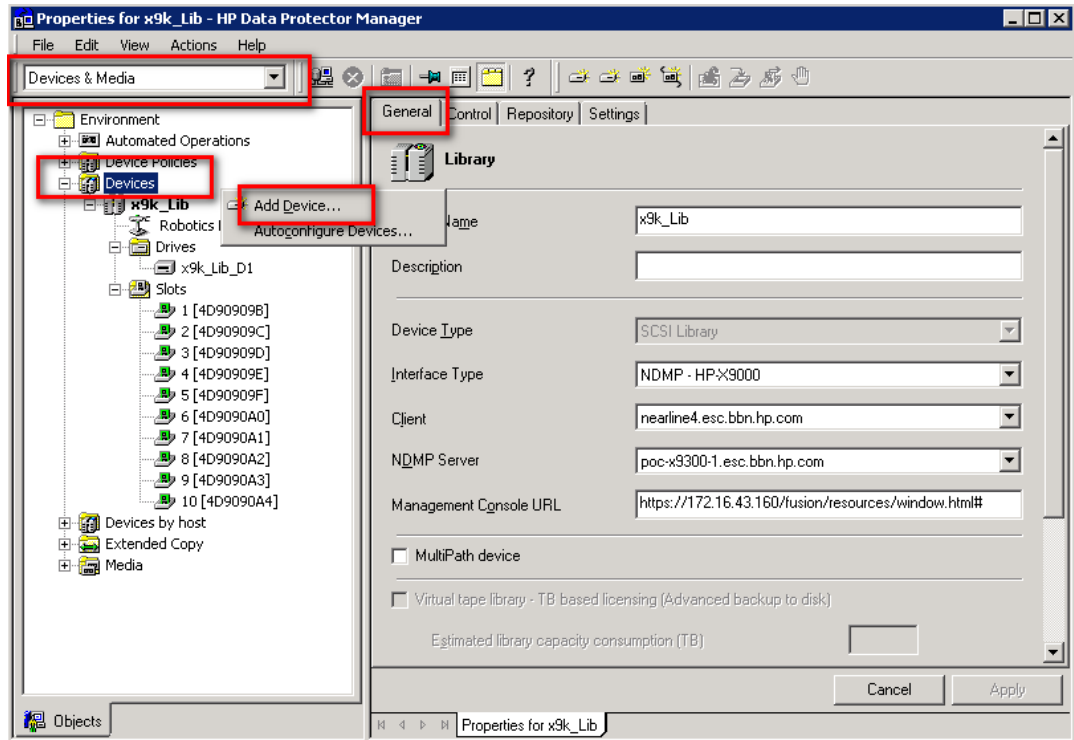 Properties for x9k_Lib - HP Data Protector Manager
File Edit View Actions Help
Devices & Media
Environment
Automated Operations
Device Policies
Devices
x9k_Lib
Robotics
Drives
x9k_Lib_D1
Slots
1 [4D90909B]
2 [4D90909C]
3 [4D90909D]
4 [4D90909E]
5 [4D90909F]
6 [4D9090A0]
7 [4D9090A1]
8 [4D9090A2]
9 [4D9090A3]
10 [4D9090A4]
Devices by host
Extended Copy
Media
Add Device...
Autoconfigure Devices...
General Control Repository Settings
Library
Name x9k_Lib
Description
Device Type SCSI Library
Interface Type NDMP - HP-X9000
Client nearline4.esc.bbn.hp.com
NDMP Server poc-x9300-1.esc.bbn.hp.com
Management Console URL https://172.16.43.160/fusion/resources/window.html#
MultiPath device
Virtual tape library - TB based licensing (Advanced backup to disk)
Estimated library capacity consumption (TB)
Cancel Apply
Objects
Properties for x9k_Lib